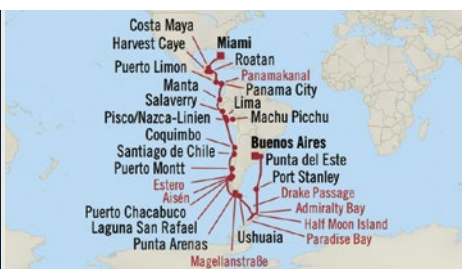 Costa Maya
Harvest Caye
Miami
Roatan
Puerto Limon
Panamakanal
Panama City
Manta
Salaverry
Lima
Pisco/Nazca-Linien
Machu Picchu
Coquimbo
Buenos Aires
Santiago de Chile
Punta del Este
Puerto Montt
Port Stanley
Estero
Aisén
Drake Passage
Admiralty Bay
Puerto Chacabuco
Half Moon Island
Laguna San Rafael
Paradise Bay
Punta Arenas
Ushuaia
Magellanstraße